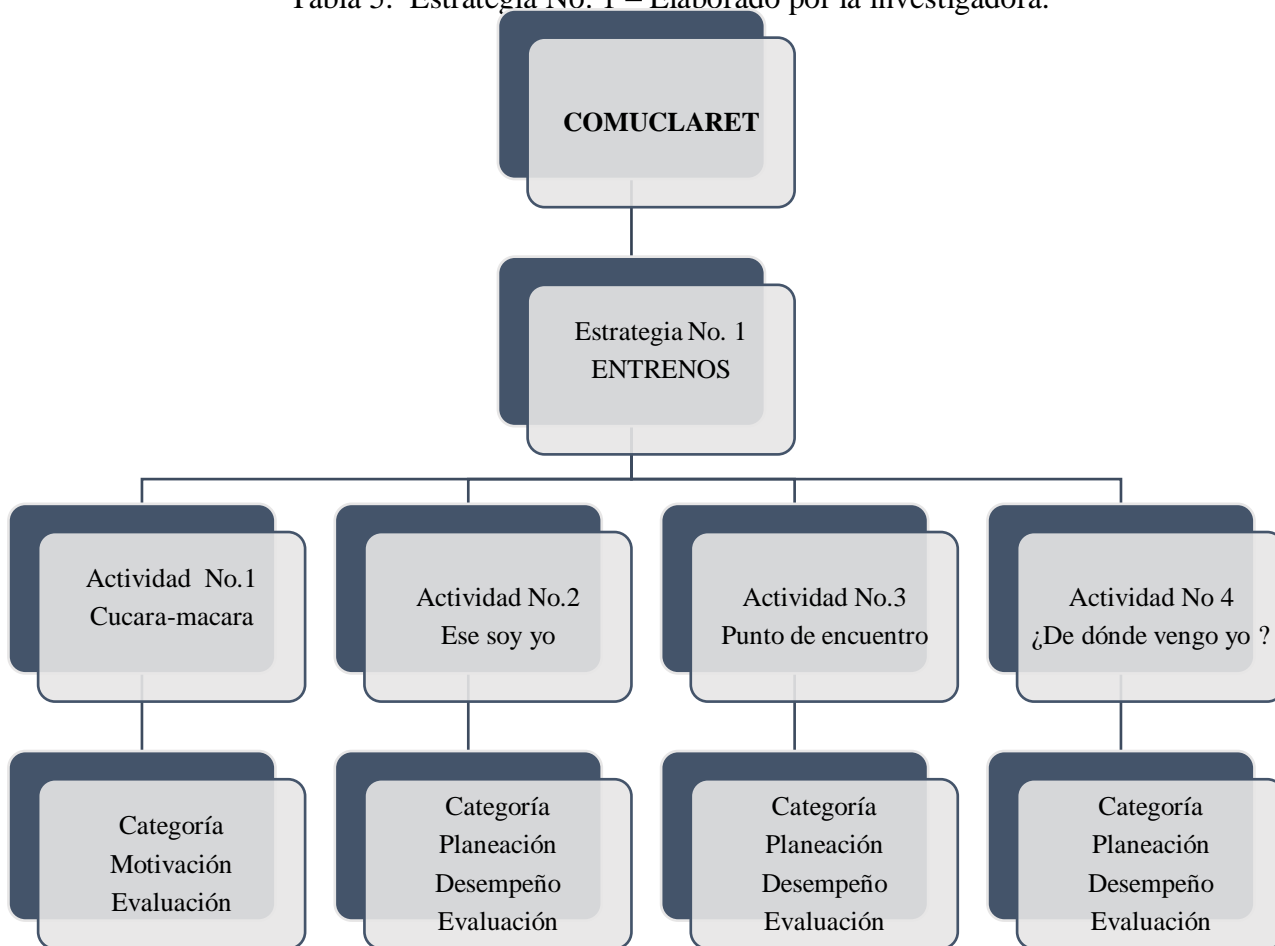 Tabla 5. Estrategia No. 1 – Elaborado por la investigadora.
COMUCLARET
Estrategia No. 1
ENTRENOS
Actividad No.1
Cucara-macara
Actividad No.2
Ese soy yo
Actividad No.3
Punto de encuentro
Actividad No 4
¿De dónde vengo yo ?
Categoría
Motivación
Evaluación
Categoría
Planeación
Desempeño
Evaluación
Categoría
Planeación
Desempeño
Evaluación
Categoría
Planeación
Desempeño
Evaluación